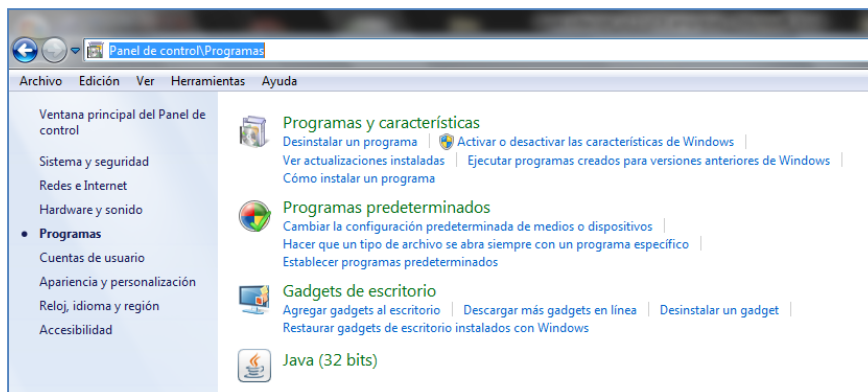 Panel de control\Programas
Archivo Edición Ver Herramientas Ayuda
Ventana principal del Panel de
control
Sistema y seguridad
Redes e Internet
Hardware y sonido
Programas
Cuentas de usuario
Apariencia y personalización
Reloj, idioma y región
Accesibilidad
Programas y características
Desinstalar un programa | Activar o desactivar las características de Windows |
Ver actualizaciones instaladas | Ejecutar programas creados para versiones anteriores de Windows |
Cómo instalar un programa
Programas predeterminados
Cambiar la configuración predeterminada de medios o dispositivos |
Hacer que un tipo de archivo se abra siempre con un programa específico |
Establecer programas predeterminados
Gadgets de escritorio
Agregar gadgets al escritorio | Descargar más gadgets en línea | Desinstalar un gadget |
Restaurar gadgets de escritorio instalados con Windows
Java (32 bits)